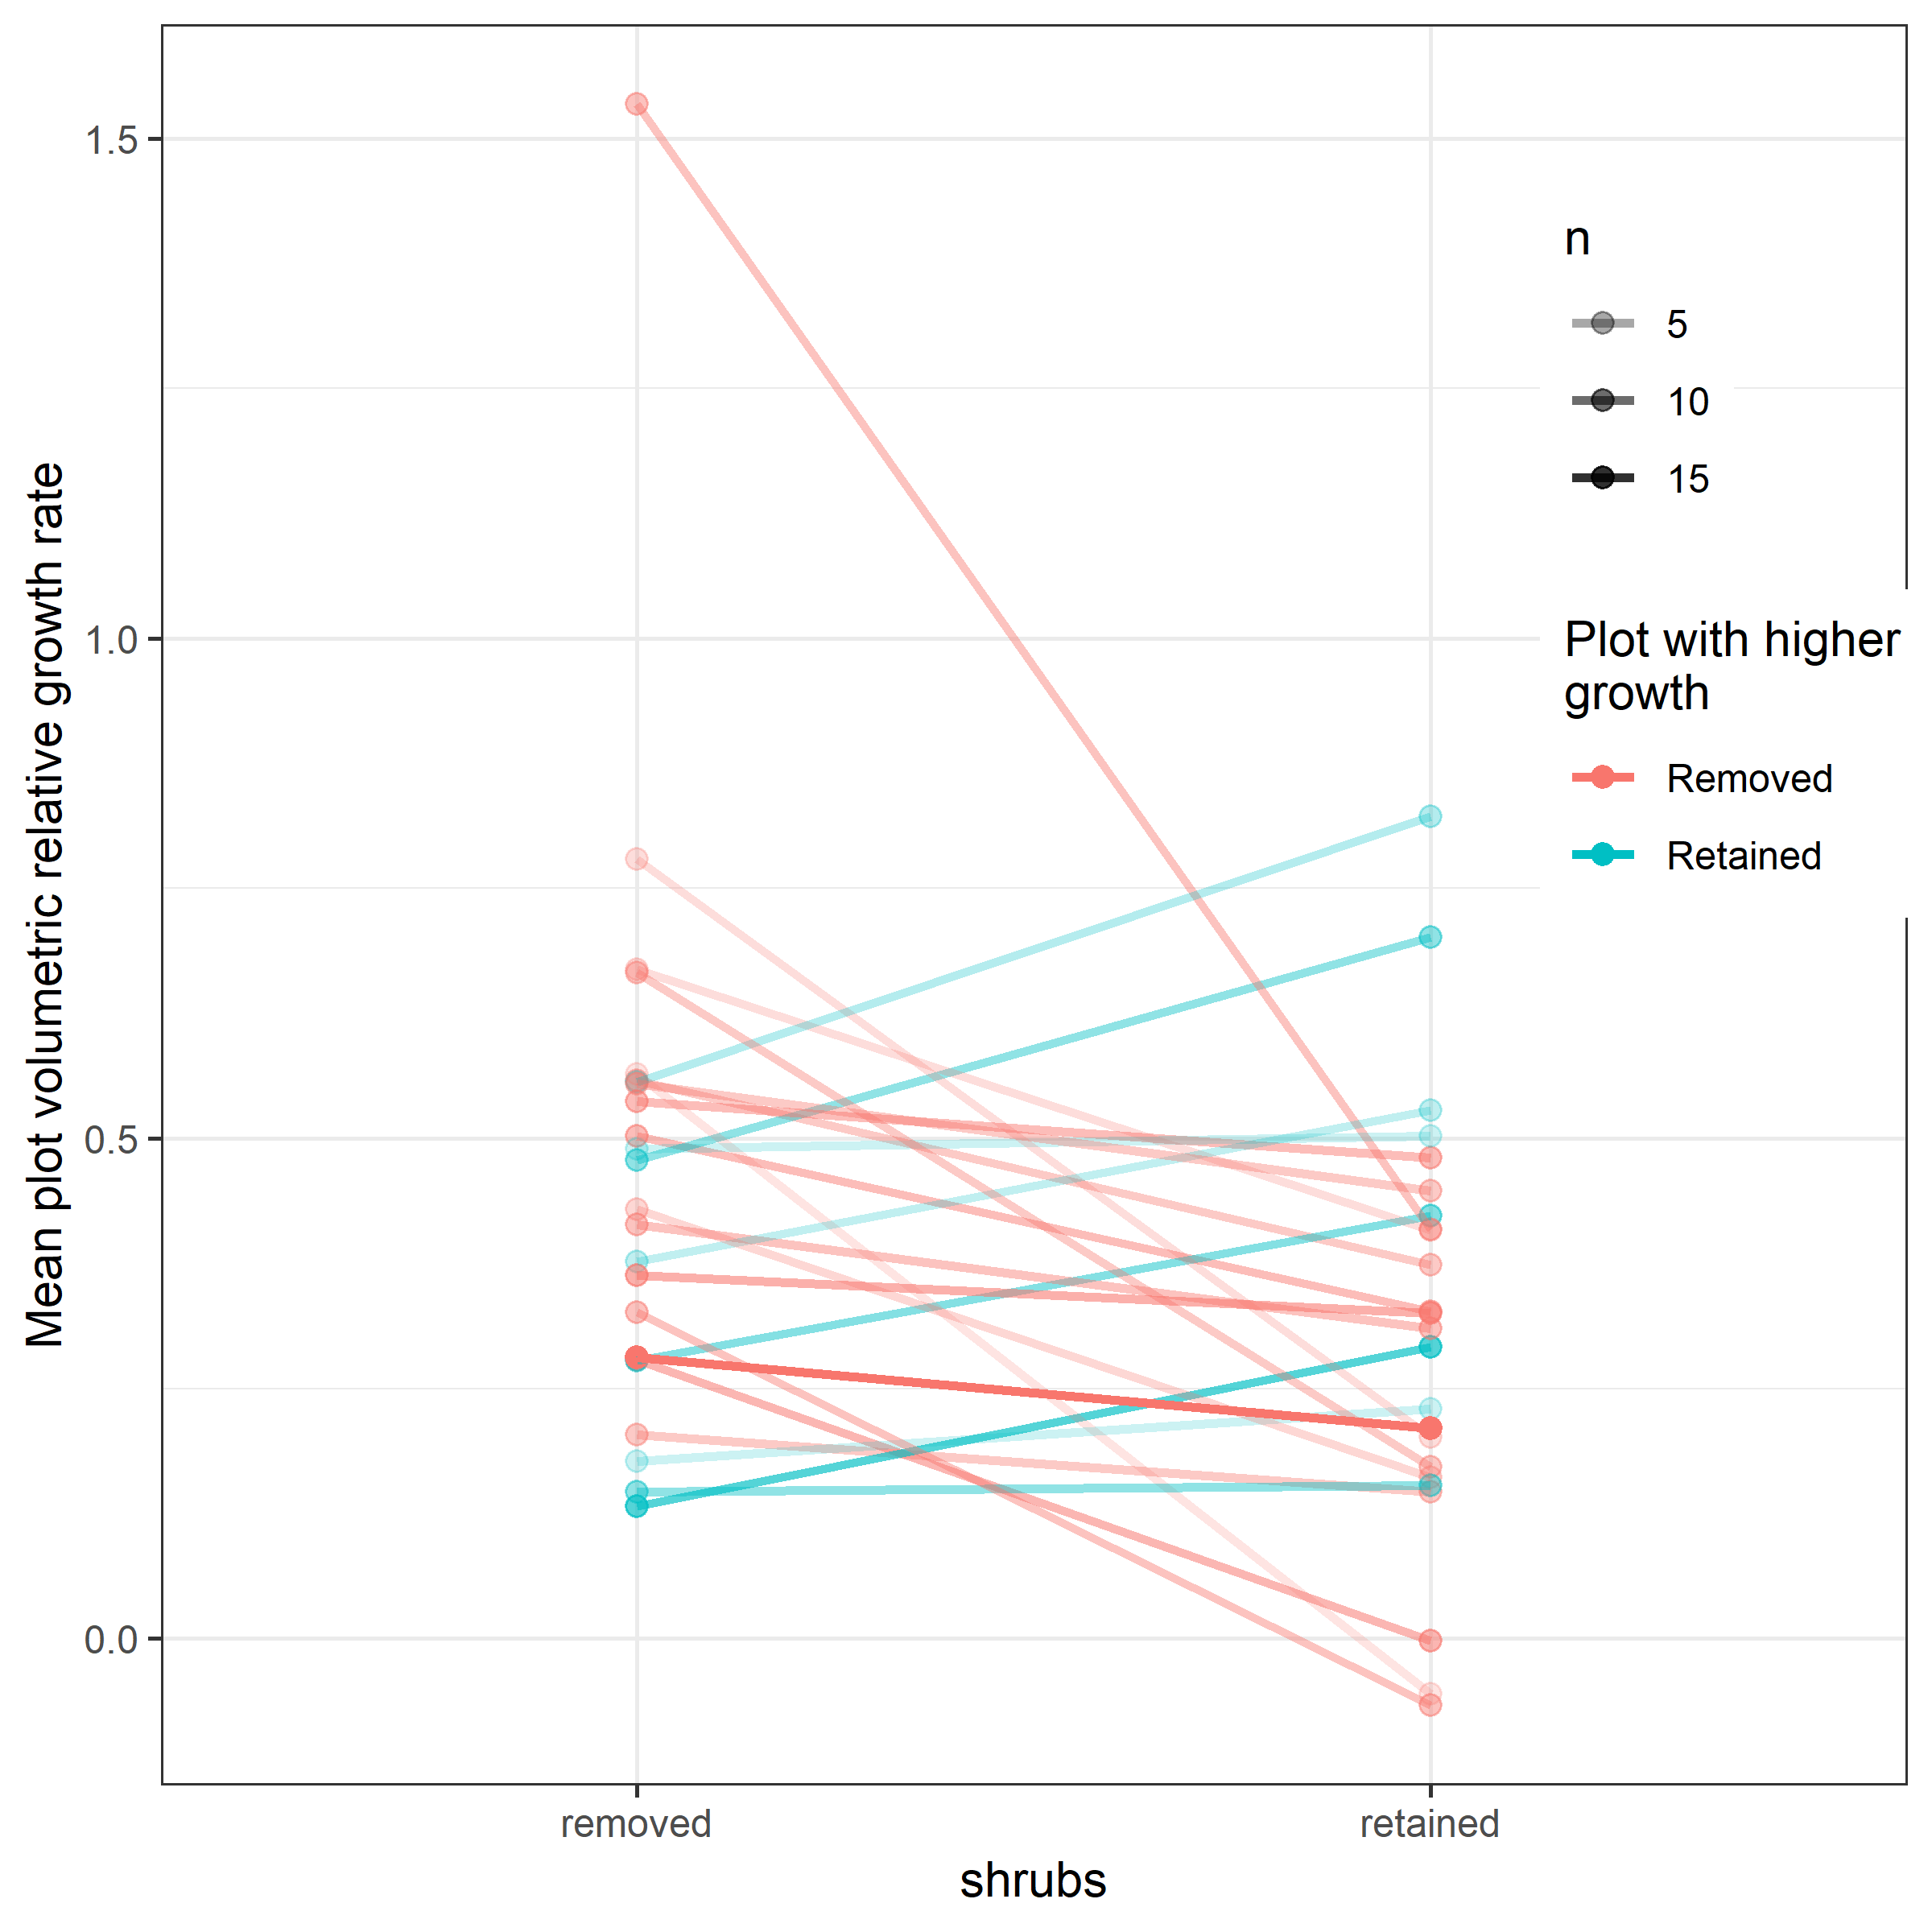 Mean plot volumetric relative growth rate
1.5
1.0
0.5
0.0
n
5
10
15
Plot with higher
growth
Removed
Retained
removed
retained
shrubs